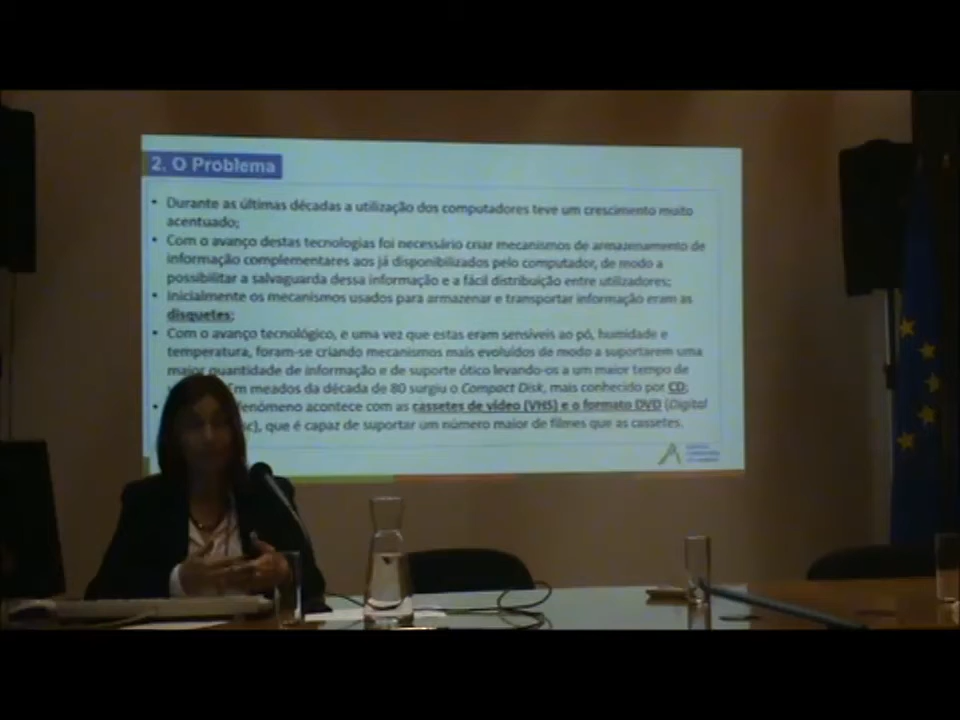 2. O Problema
• Durante as últimas décadas a utilização dos computadores teve um crescimento muito
acentuado;
• Com o avanço destas tecnologias foi necessário criar mecanismos de armazenamento de
informação complementares aos já disponibilizados pelo computador, de modo a
possibilitar a salvaguarda dessa informação e a fácil distribuição entre utilizadores;
• Inicialmente os mecanismos usados para armazenar e transportar informação eram as
disquetes;
• Com o avanço tecnológico, e uma vez que estas eram sensíveis ao pó, humidade e
temperatura, foram-se criando mecanismos mais evoluídos de modo a suportarem uma
maior quantidade de informação e de suporte ótico levando-os a um maior tempo de
Em meados da década de 80 surgiu o Compact Disk, mais conhecido por CD;
• fenómeno acontece com as cassetes de vídeo (VHS) e o formato DVD (Digital
que é capaz de suportar um número maior de filmes que as cassetes.